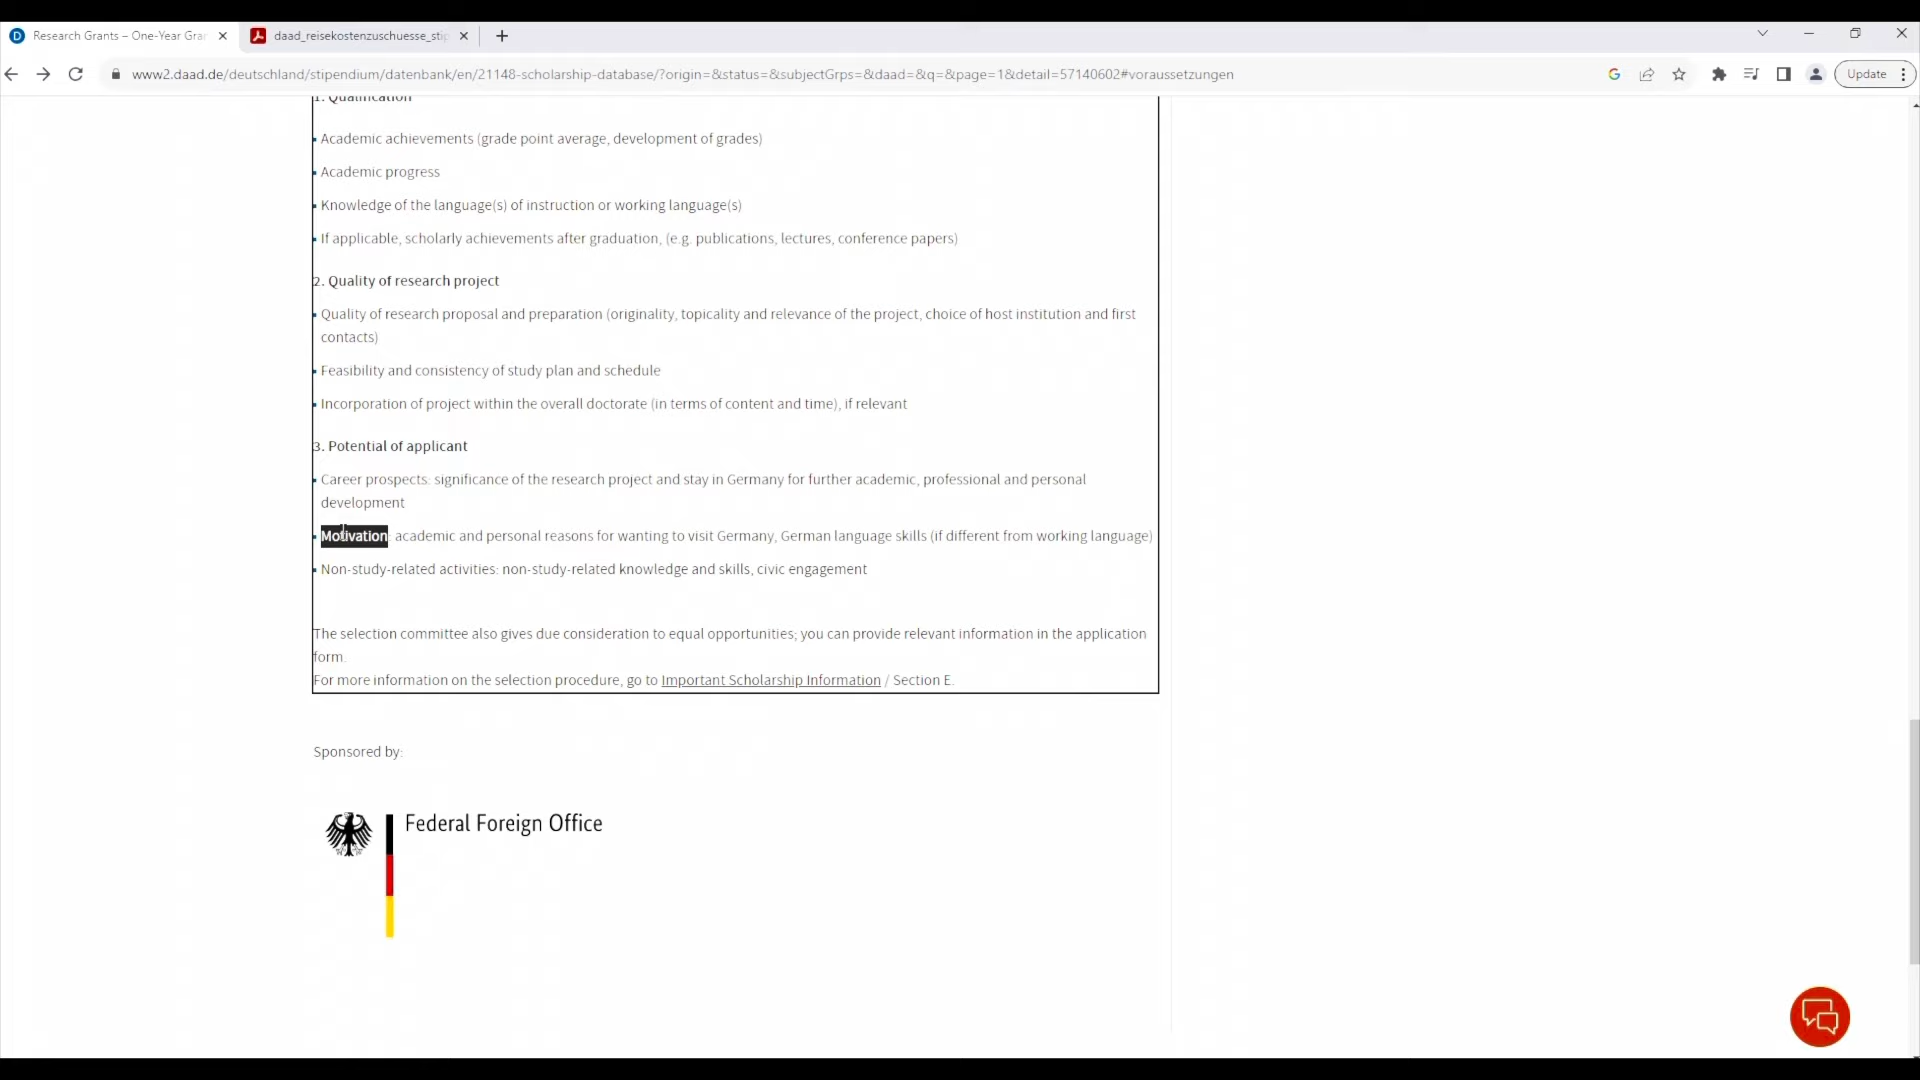 Research Grants – One-Year Gra
daad_reisekostenzuschuesse_stip
www2.daad.de/deutschland/stipendium/datenbank/en/21148-scholarship-database/?origin=&status=&subjectGrps=&daad=&q=&page=1&detail=57140602#voraussetzungen
Update
1. Qualification
Academic achievements (grade point average, development of grades)
Academic progress
Knowledge of the language(s) of instruction or working language(s)
If applicable, scholarly achievements after graduation, (e.g. publications, lectures, conference papers)
2. Quality of research project
Quality of research proposal and preparation (originality, topicality and relevance of the project, choice of host institution and first
contacts)
Feasibility and consistency of study plan and schedule
Incorporation of project within the overall doctorate (in terms of content and time), if relevant
3. Potential of applicant
Career prospects: significance of the research project and stay in Germany for further academic, professional and personal
development
Motivation: academic and personal reasons for wanting to visit Germany, German language skills (if different from working language)
Non-study-related activities: non-study-related knowledge and skills, civic engagement
The selection committee also gives due consideration to equal opportunities; you can provide relevant information in the application
form.
For more information on the selection procedure, go to Important Scholarship Information / Section E.
Sponsored by:
Federal Foreign Office